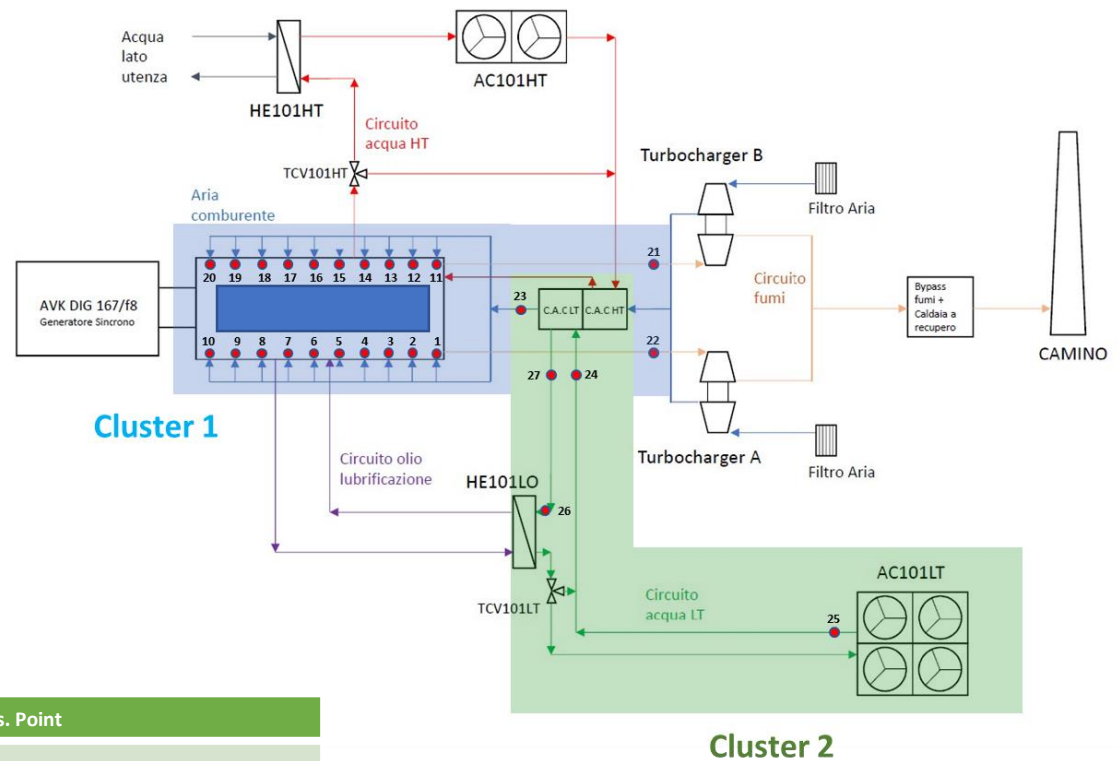 Acqua
lato
utenza
HE101HT
AC101HT
Circuito
acqua HT
TCV101HT
Turbocharger B
Filtro Aria
Aria
comburente
AVK DIG 167/f8
Generatore Sincrono
20 19 18 17 16 15 14 13 12 11
10 9 8 7 6 5 4 3 2 1
21
23
C.A.C LT C.A.C HT
22
27 24
Circuito
fumi
Bypass
fumi +
Caldaia a
recupero
CAMINO
Cluster 1
Turbocharger A
Filtro Aria
Circuito olio
lubrificazione
HE101LO
26
TCV101LT
Circuito
acqua LT
25
AC101LT
s. Point
Cluster 2